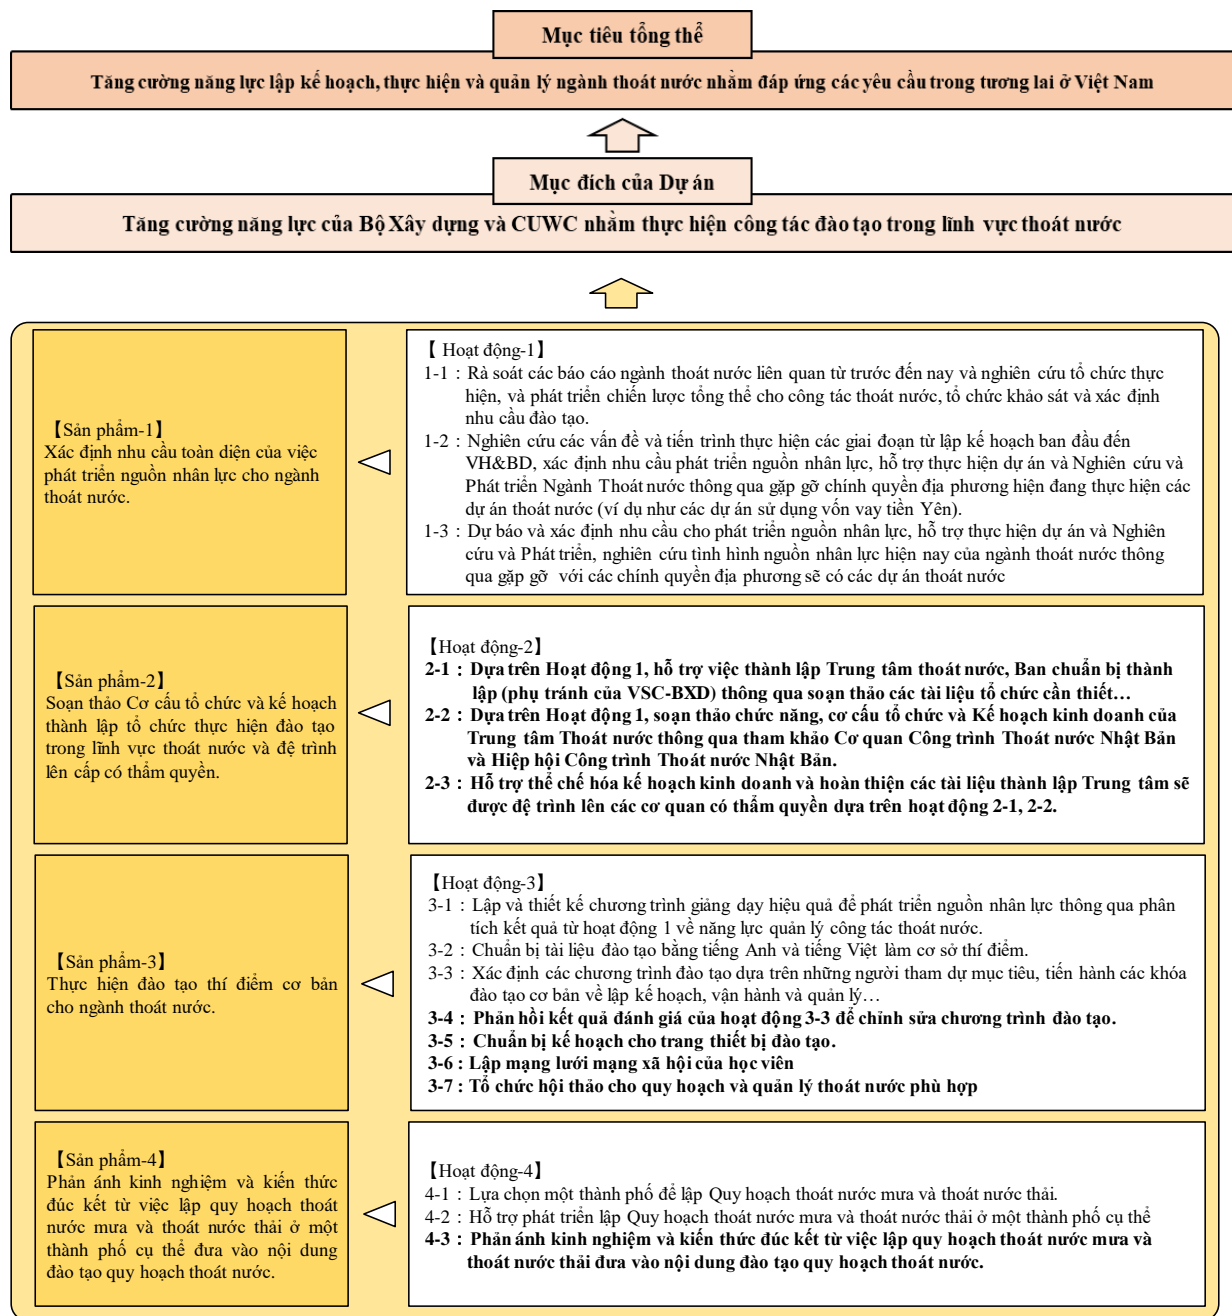 Mục tiêu tổng thể
Tăng cường năng lực lập kế hoạch, thực hiện và quản lý ngành thoát nước nhằm đáp ứng các yêu cầu trong tương lai ở Việt Nam
Mục đích của Dự án
Tăng cường năng lực của Bộ Xây dựng và CUWC nhằm thực hiện công tác đào tạo trong lĩnh vực thoát nước
【Sản phẩm-1】
Xác định nhu cầu toàn diện của việc
phát triển nguồn nhân lực cho ngành
thoát nước.
【 Hoạt động-1】
1-1 : Rà soát các báo cáo ngành thoát nước liên quan từ trước đến nay và nghiên cứu tổ chức thực
hiện, và phát triển chiến lược tổng thể cho công tác thoát nước, tổ chức khảo sát và xác định
nhu cầu đào tạo.
1-2 : Nghiên cứu các vấn đề và tiến trình thực hiện các giai đoạn từ lập kế hoạch ban đầu đến
VH&BD, xác định nhu cầu phát triển nguồn nhân lực, hỗ trợ thực hiện dự án và Nghiên cứu và
Phát triển Ngành Thoát nước thông qua gặp gỡ chính quyền địa phương hiện đang thực hiện các
dự án thoát nước (ví dụ như các dự án sử dụng vốn vay tiền Yên).
1-3 : Dự báo và xác định nhu cầu cho phát triển nguồn nhân lực, hỗ trợ thực hiện dự án và Nghiên
cứu và Phát triển, nghiên cứu tình hình nguồn nhân lực hiện nay của ngành thoát nước thông
qua gặp gỡ với các chính quyền địa phương sẽ có các dự án thoát nước
【Sản phẩm-2】
Soạn thảo Cơ cấu tổ chức và kế hoạch
thành lập tổ chức thực hiện đào tạo
trong lĩnh vực thoát nước và đệ trình
lên cấp có thẩm quyền.
【Hoạt động-2】
2-1 : Dựa trên Hoạt động 1, hỗ trợ việc thành lập Trung tâm thoát nước, Ban chuẩn bị thành
lập (phụ tránh của VSC-BXD) thông qua soạn thảo các tài liệu tổ chức cần thiết…
2-2 : Dựa trên Hoạt động 1, soạn thảo chức năng, cơ cấu tổ chức và Kế hoạch kinh doanh của
Trung tâm Thoát nước thông qua tham khảo Cơ quan Công trình Thoát nước Nhật Bản
và Hiệp hội Công trình Thoát nước Nhật Bản.
2-3 : Hỗ trợ thể chế hóa kế hoạch kinh doanh và hoàn thiện các tài liệu thành lập Trung tâm sẽ
được đệ trình lên các cơ quan có thẩm quyền dựa trên hoạt động 2-1, 2-2.
【Sản phẩm-3】
Thực hiện đào tạo thí điểm cơ bản
cho ngành thoát nước.
【Hoạt động-3】
3-1 : Lập và thiết kế chương trình giảng dạy hiệu quả để phát triển nguồn nhân lực thông qua phân
tích kết quả từ hoạt động 1 về năng lực quản lý công tác thoát nước.
3-2 : Chuẩn bị tài liệu đào tạo bằng tiếng Anh và tiếng Việt làm cơ sở thí điểm.
3-3 : Xác định các chương trình đào tạo dựa trên những người tham dự mục tiêu, tiến hành các khóa
đào tạo cơ bản về lập kế hoạch, vận hành và quản lý…
3-4 : Phản hồi kết quả đánh giá của hoạt động 3-3 để chỉnh sửa chương trình đào tạo.
3-5 : Chuẩn bị kế hoạch cho trang thiết bị đào tạo.
3-6 : Lập mạng lưới mạng xã hội của học viên
3-7 : Tổ chức hội thảo cho quy hoạch và quản lý thoát nước phù hợp
【Sản phẩm-4】
Phản ánh kinh nghiệm và kiến thức
đúc kết từ việc lập quy hoạch thoát
nước mưa và thoát nước thải ở một
thành phố cụ thể đưa vào nội dung
đào tạo quy hoạch thoát nước.
【Hoạt động-4】
4-1 : Lựa chọn một thành phố để lập Quy hoạch thoát nước mưa và thoát nước thải.
4-2 : Hỗ trợ phát triển lập Quy hoạch thoát nước mưa và thoát nước thải ở một thành phố cụ thể
4-3 : Phản ánh kinh nghiệm và kiến thức đúc kết từ việc lập quy hoạch thoát nước mưa và
thoát nước thải đưa vào nội dung đào tạo quy hoạch thoát nước.